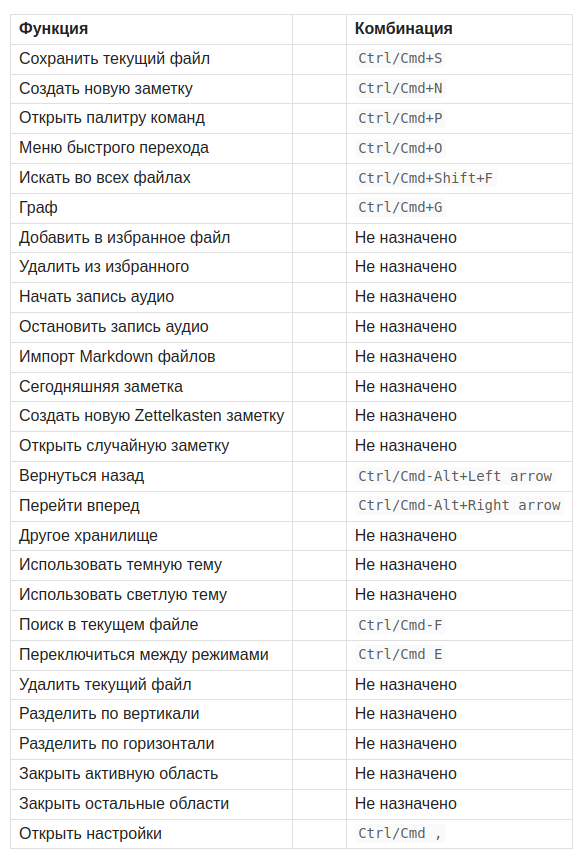 Функция Комбинация
Сохранить текущий файл Ctrl/Cmd+S
Создать новую заметку Ctrl/Cmd+N
Открыть палитру команд Ctrl/Cmd+P
Меню быстрого перехода Ctrl/Cmd+O
Искать во всех файлах Ctrl/Cmd+Shift+F
Граф Ctrl/Cmd+G
Добавить в избранное файл Не назначено
Удалить из избранного Не назначено
Начать запись аудио Не назначено
Остановить запись аудио Не назначено
Импорт Markdown файлов Не назначено
Сегодняшняя заметка Не назначено
Создать новую Zettelkasten заметку Не назначено
Открыть случайную заметку Не назначено
Вернуться назад Ctrl/Cmd-Alt+Left arrow
Перейти вперед Ctrl/Cmd-Alt+Right arrow
Другое хранилище Не назначено
Использовать темную тему Не назначено
Использовать светлую тему Не назначено
Поиск в текущем файле Ctrl/Cmd-F
Переключиться между режимами Ctrl/Cmd E
Удалить текущий файл Не назначено
Разделить по вертикали Не назначено
Разделить по горизонтали Не назначено
Закрыть активную область Не назначено
Закрыть остальные области Не назначено
Открыть настройки Ctrl/Cmd ,